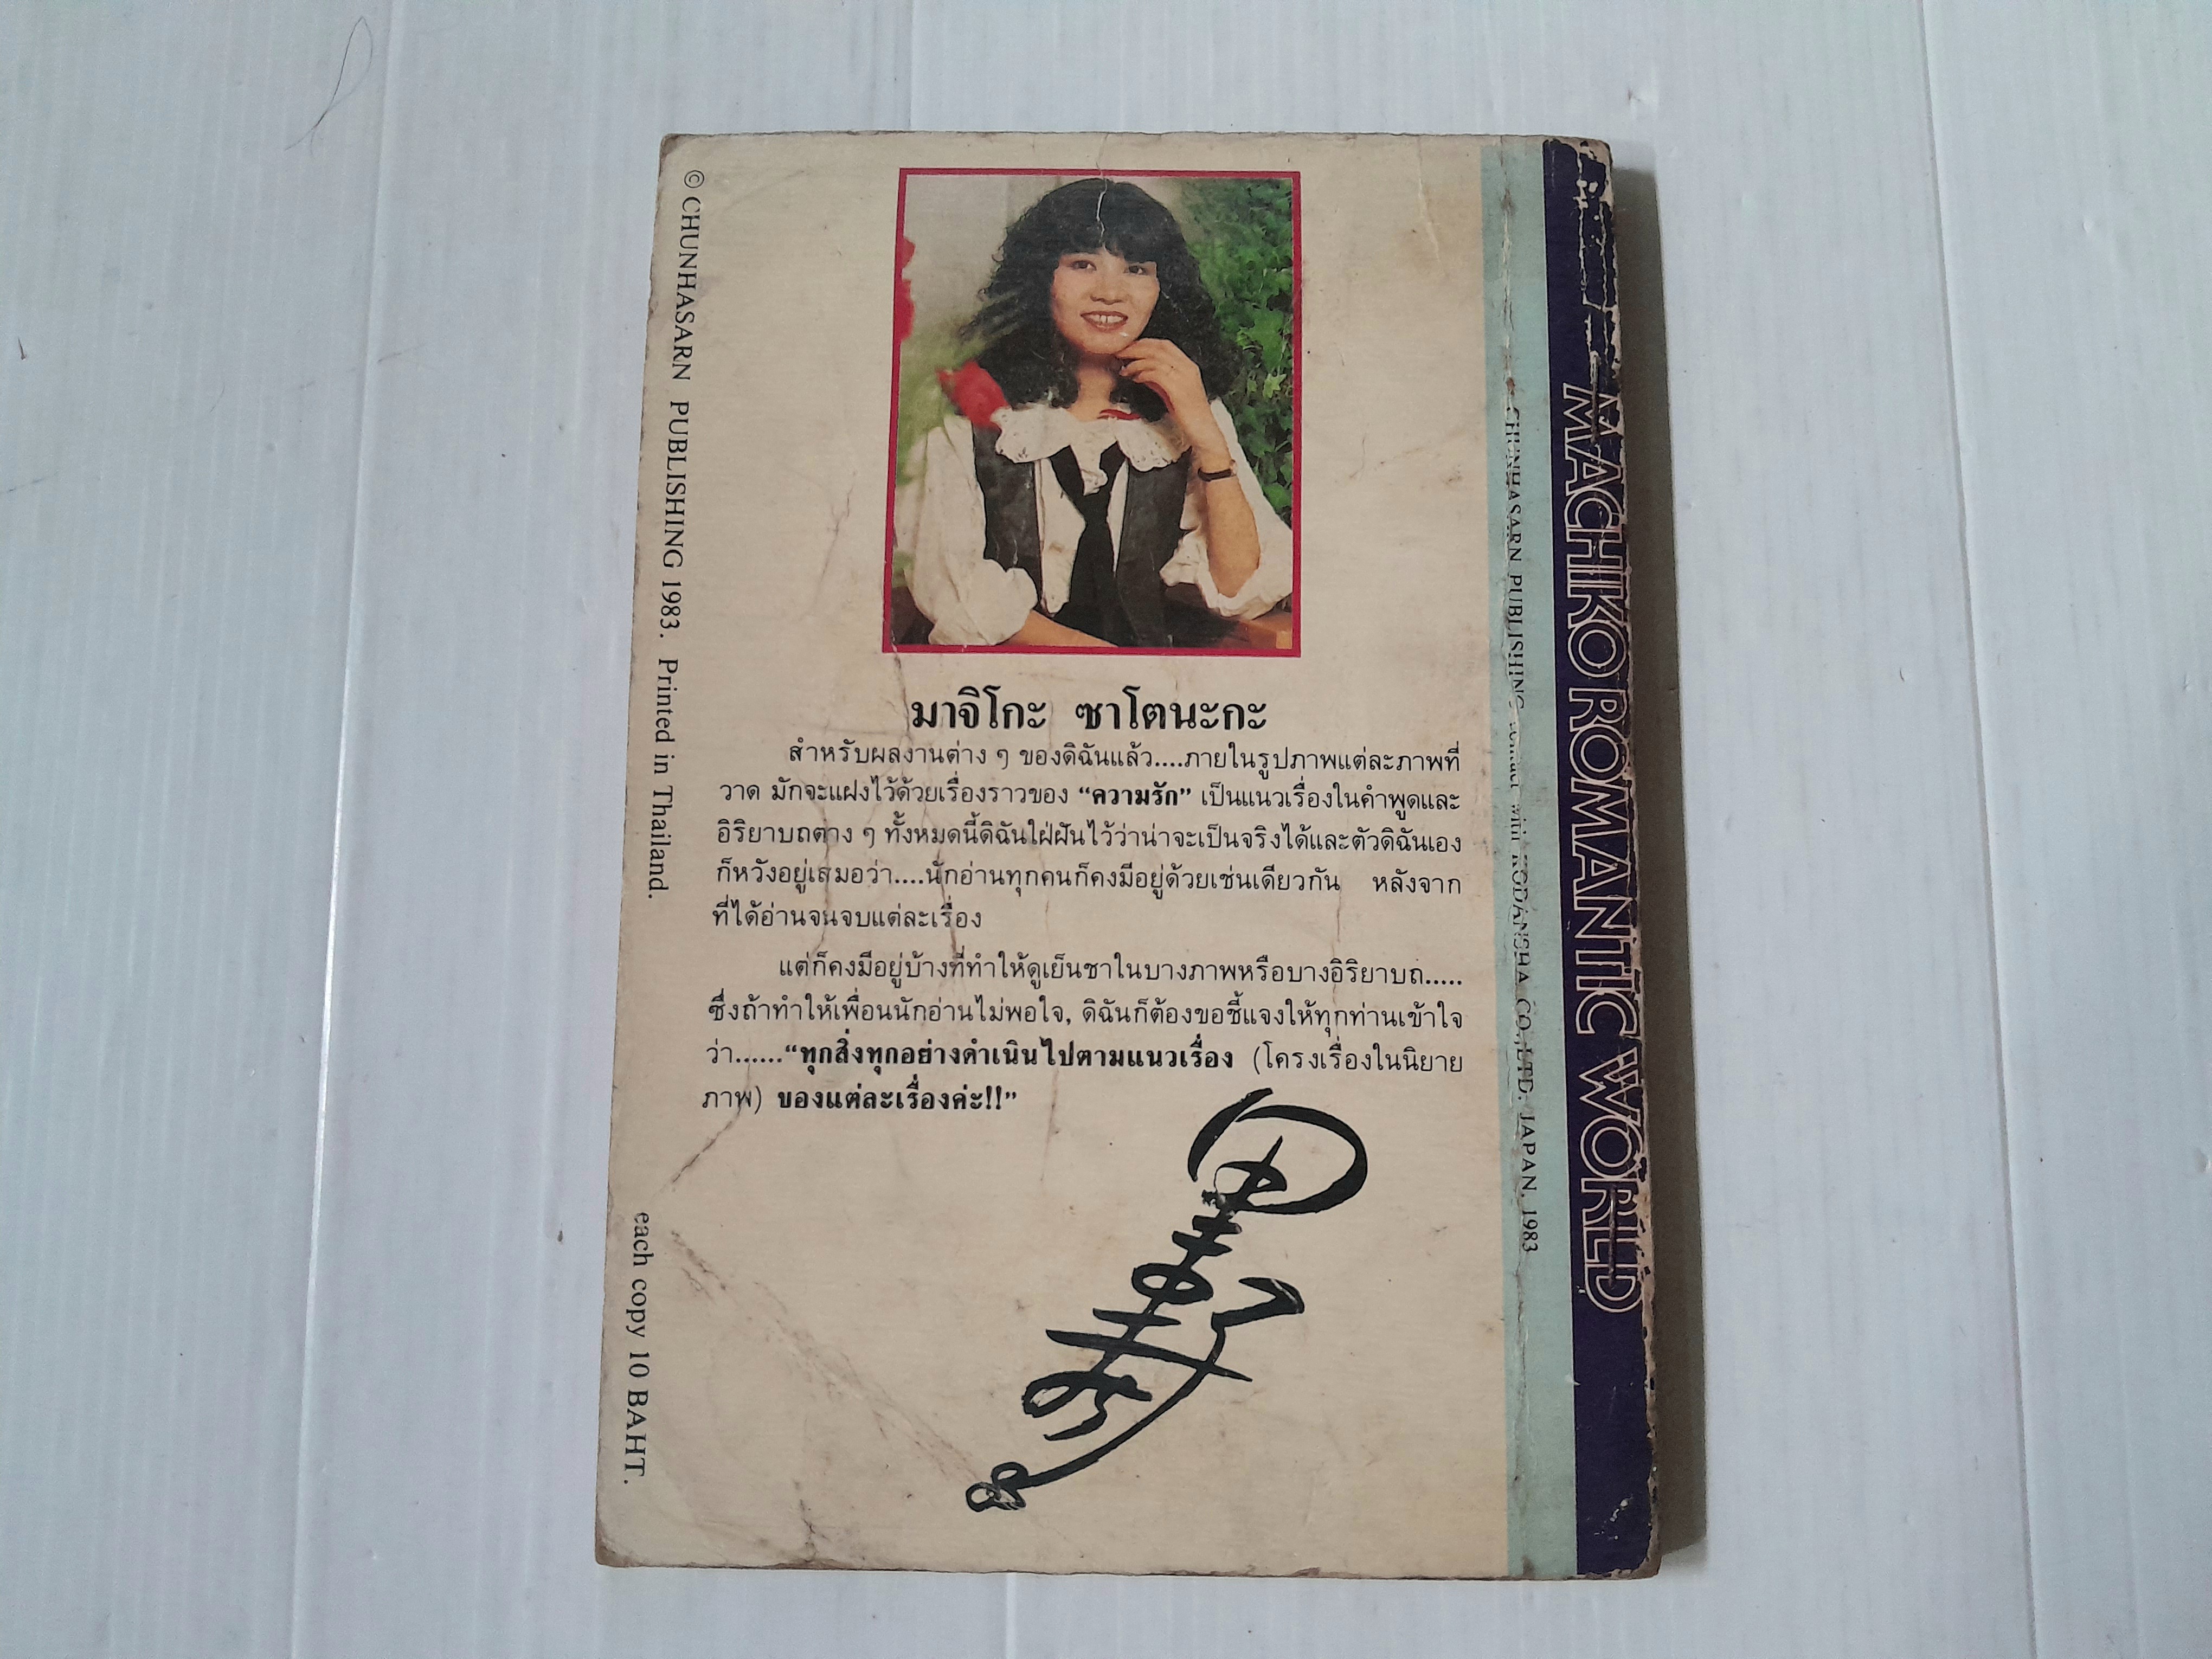 มาจิโกะ ซาโตนะกะ
สำหรับผลงานต่าง ๆ ของดิฉันแล้ว....ภายในรูปภาพแต่ละภาพที่
วาด มักจะแฝงไว้ด้วยเรื่องราวของ “ความรัก” เป็นแนวเรื่องในคำพูดและ
อิริยาบถต่าง ๆ ทั้งหมดนี้ดิฉันใฝ่ฝันไว้ว่าน่าจะเป็นจริงได้และตัวดิฉันเอง
ก็หวังอยู่เสมอว่า....นักอ่านทุกคนก็คงมีอยู่ด้วยเช่นเดียวกัน หลังจาก
ที่ได้อ่านจนจบแต่ละเรื่อง
แต่ก็คงมีอยู่บ้างที่ทำให้ดูเย็นชาในบางภาพหรือบางอิริยาบถ.....
ซึ่งถ้าทำให้เพื่อนนักอ่านไม่พอใจ, ดิฉันก็ต้องขอชี้แจงให้ทุกท่านเข้าใจ
ว่า......“ทุกสิ่งทุกอย่างดำเนินไปตามแนวเรื่อง (โครงเรื่องในนิยาย
ภาพ) ของแต่ละเรื่องค่ะ!!”
© CHUNHASARN PUBLISHING 1983. Printed in Thailand.
each copy 10 BAHT.
CHUNHASARN PUBLISHING contact with KODANSHA CO.,LTD. JAPAN. 1983
MACHIKO ROMANTIC WORLD